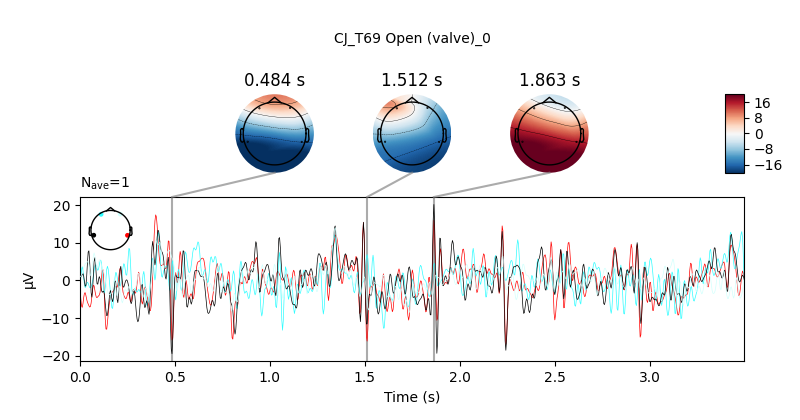 CJ_T69 Open (valve)_0
0.484 s 1.512 s 1.863 s
16
8
0
−8
−16
Nave=1
20
10
0
−10
−20
µV
0.0 0.5 1.0 1.5 2.0 2.5 3.0
Time (s)